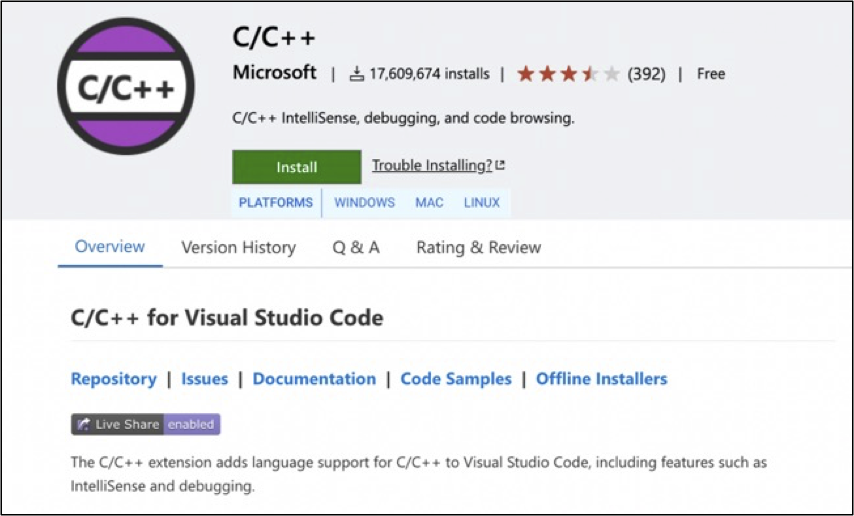 C/C++
C/C++
Microsoft | 17,609,674 installs | (392) | Free
C/C++ IntelliSense, debugging, and code browsing.
Install Trouble Installing?
PLATFORMS WINDOWS MAC LINUX
Overview Version History Q & A Rating & Review
C/C++ for Visual Studio Code
Repository | Issues | Documentation | Code Samples | Offline Installers
Live Share enabled
The C/C++ extension adds language support for C/C++ to Visual Studio Code, including features such as
IntelliSense and debugging.